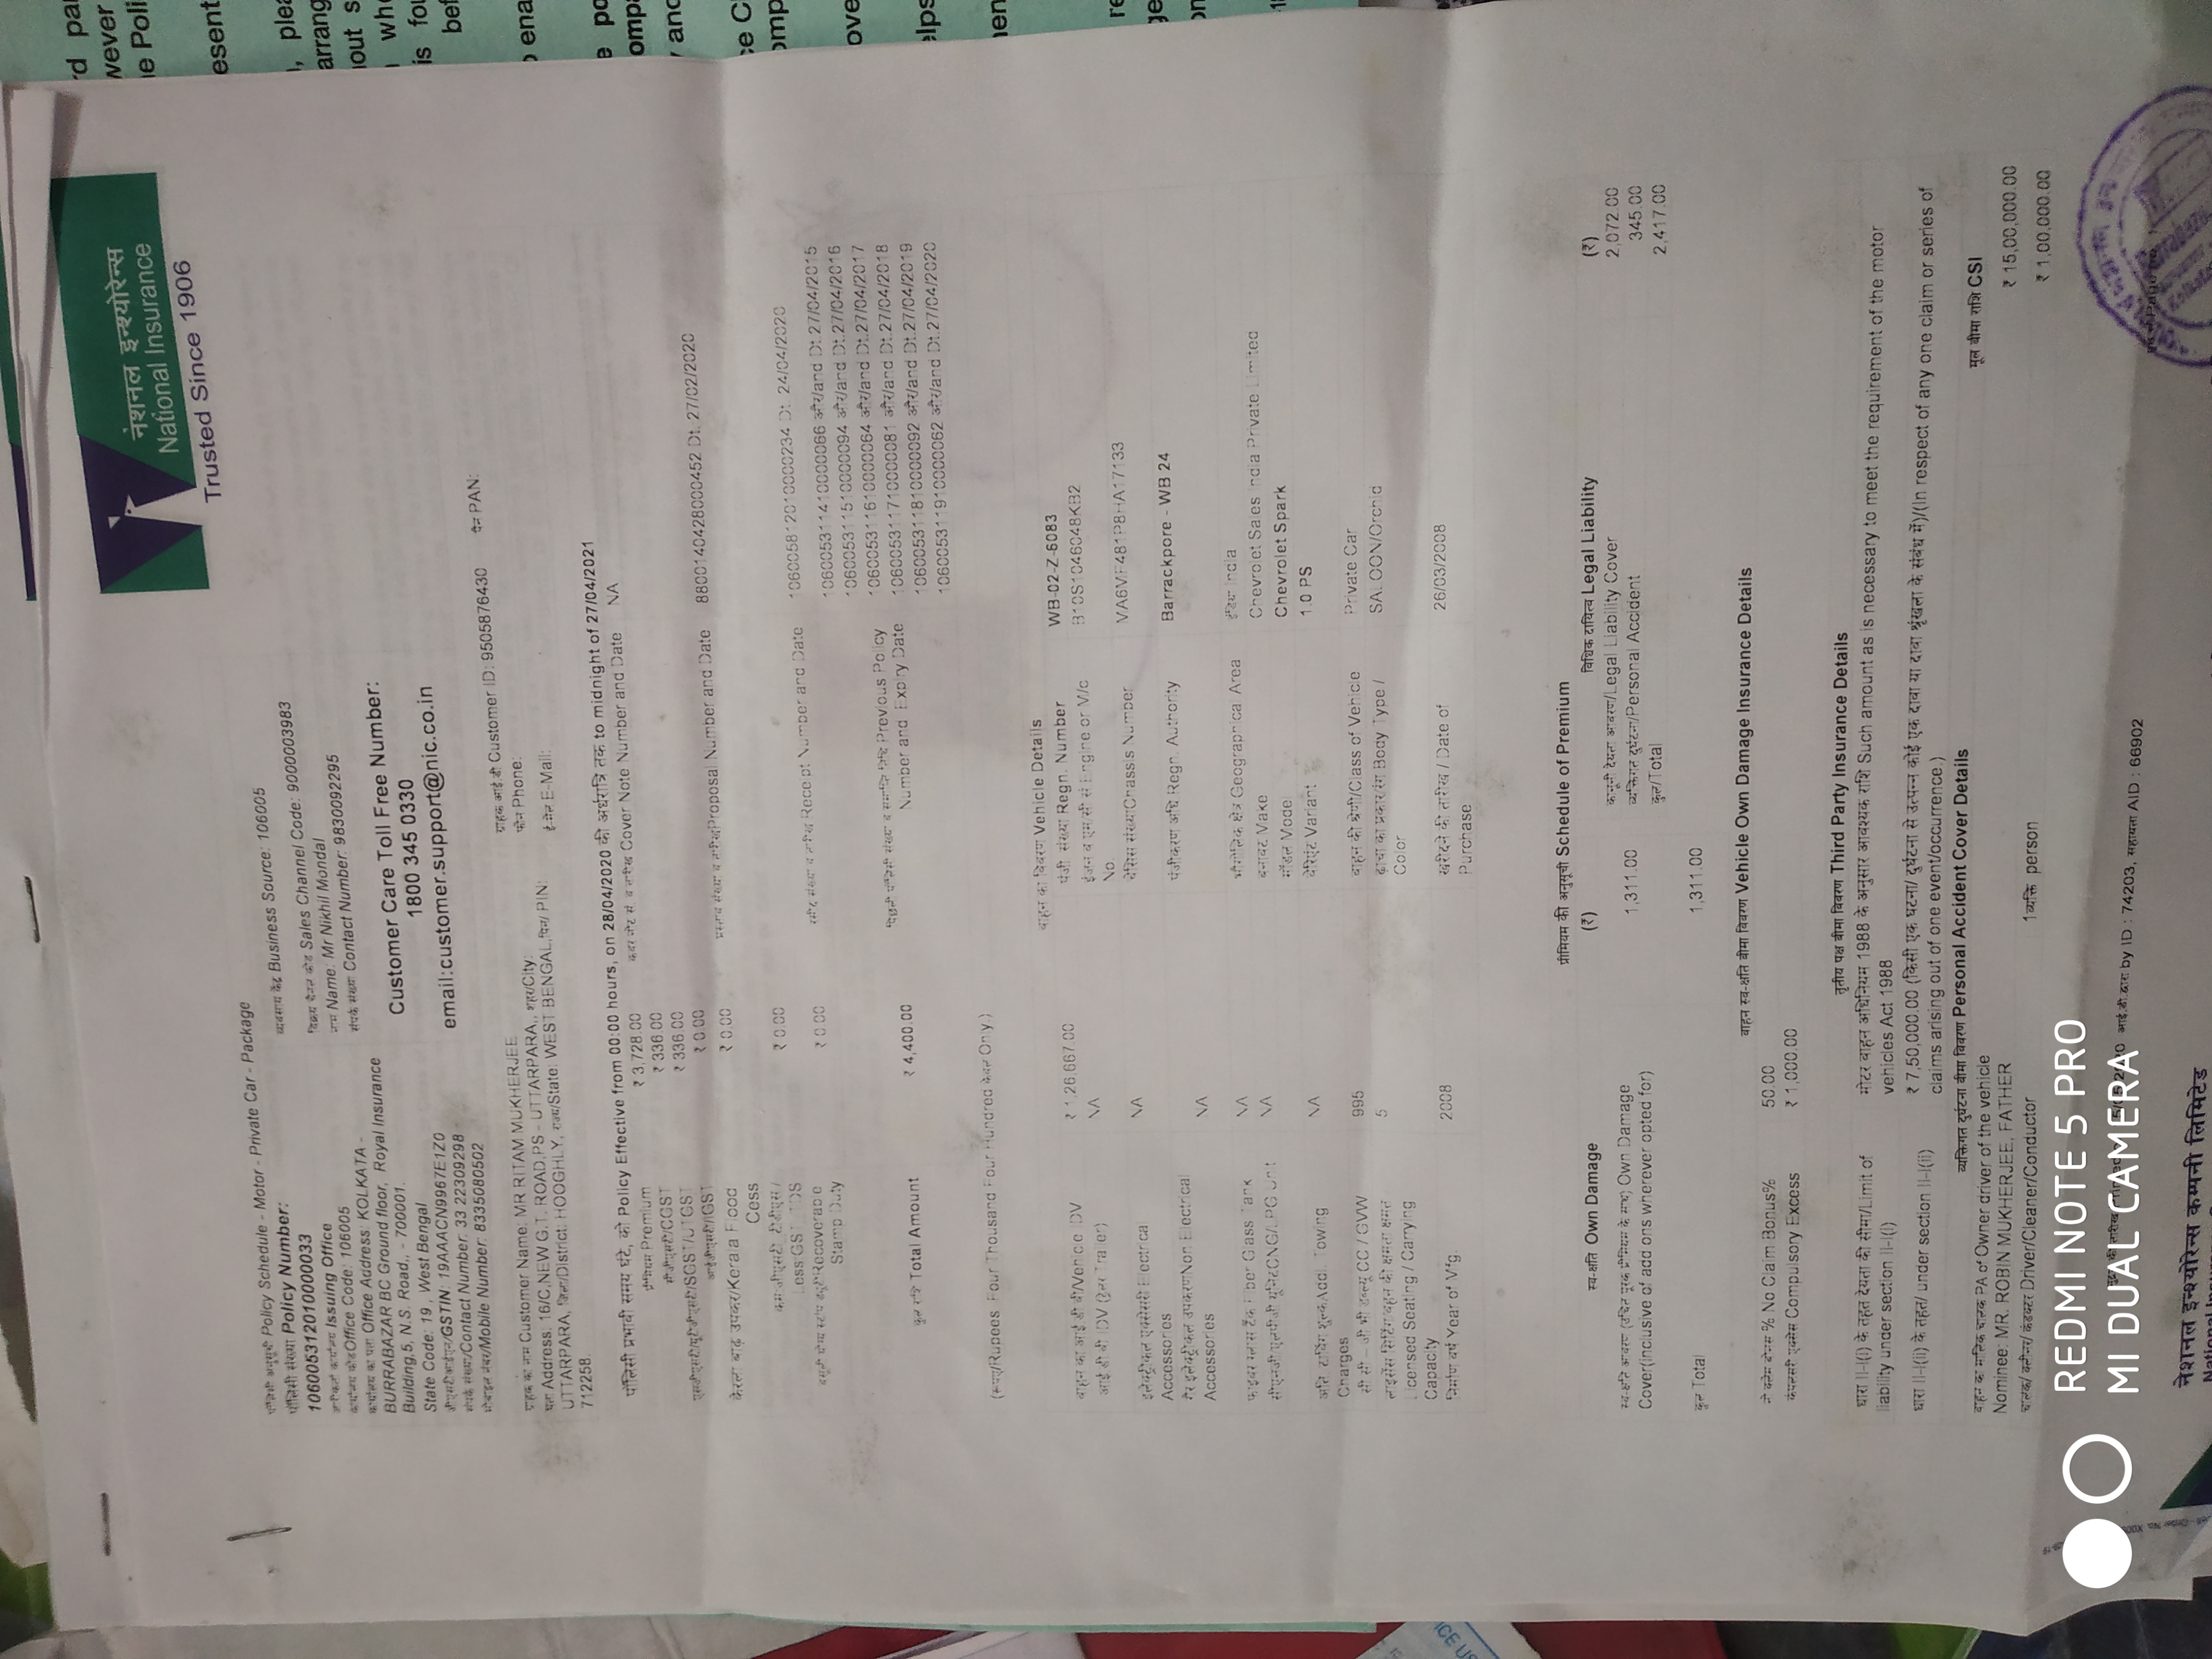 नेशनल इन्श्योरेन्स
National Insurance
Trusted Since 1906
पॉलिसी अनुसूची Policy Schedule - Motor - Private Car - Package
पॉलिसी संख्या Policy Number:
106005312010000033
Issuing Office
Office Code: 106005
कार्यालय का पता Office Address: KOLKATA -
BURRABAZAR BC Ground floor, Royal Insurance
Building,5, N.S. Road,, - 700001.
State Code: 19 , West Bengal
जीएसटीआईएन/GSTIN: 19AAACN9967E1Z0
संपर्क संख्या/Contact Number: 33 22309298
मोबाइल नंबर/Mobile Number: 8335080502
Business Source: 106005
विक्रय चैनल कोड Sales Channel Code: 9000003983
नाम Name: Mr Nikhil Mondal
संपर्क संख्या Contact Number: 9830092295
Customer Care Toll Free Number:
1800 345 0330
email:customer.support@nic.co.in
ग्राहक का नाम Customer Name: MR RITAM MUKHERJEE
पता Address: 16/C,NEW G.T. ROAD,PS - UTTARPARA,, शहर/City:
UTTARPARA, जिला/District: HOOGHLY, राज्य/State: WEST BENGAL,पिन/ PIN:
712258.
ग्राहक आई.डी Customer ID: 9505876430 पैन PAN:
फोन Phone:
ई-मेल E-Mail:
पॉलिसी प्रभावी समय घंटे, को Policy Effective from 00:00 hours, on 28/04/2020 की अर्धरात्रि तक to midnight of 27/04/2021
प्रीमियम Premium ₹ 3,728.00 कवर नोट सं. व तारीख Cover Note Number and Date NA
सीजीएसटी/CGST ₹ 336.00
एसजीएसटी/यूटीजीएसटी/SGST/UTGST ₹ 336.00
आईजीएसटी/IGST ₹ 0.00 प्रस्ताव संख्या व तारीखProposal Number and Date 8800140428000452 Dt. 27/02/2020
केरला बाढ़ उपकर/Kerala Flood
Cess ₹ 0.00
कम जीएसटी टीडीएस /
Less GST TDS ₹ 0.00 रसीद संख्या व तारीख Receipt Number and Date 106005812010000234 Dt. 24/04/2020
वसूली योग्य स्टांप ड्यूटीRecoverable
Stamp Duty ₹ 0.00
पिछली पॉलिसी संख्या व समाप्ति तिथि Previous Policy
Number and Expiry Date
106005311410000066 और/and Dt.27/04/2015
106005311510000094 और/and Dt.27/04/2016
106005311610000064 और/and Dt.27/04/2017
106005311710000081 और/and Dt.27/04/2018
106005311810000092 और/and Dt.27/04/2019
106005311910000062 और/and Dt.27/04/2020
कुल राशि Total Amount ₹ 4,400.00
(रूपए/Rupees Four Thousand Four Hundred केवल Only.)
वाहन का विवरण Vehicle Details
वाहन का आई डी वी/Vehicle IDV ₹ 1,26,667.00
आई.डी.वी IDV (ट्रेलर Trailer) NA
इलेक्ट्रीकल एक्सेसरी Electrical
Accessories NA
गैर इलेक्ट्रीकल उपकरणNon Electrical
Accessories NA
फाइबर ग्लास टैंक Fiber Glass Tank NA
सीएनजी/एलपीजी यूनिटCNG/LPG Unit NA
अति. टोविंग शुल्कAddl. Towing
Charges NA
सी सी – जी भी डब्ल्यू CC / GVW 995
लाइसेंस सिटिंग/वहन की क्षमता क्षमता
Licensed Seating / Carrying
Capacity 5
निर्माण वर्ष Year of Mfg. 2008
पंजी संख्या Regn. Number WB-02-Z-6083
इंजन व एम/सी सं Engine or M/c
No. B10S1046048KB2
चेसिस संख्याChassis Number MA6MF481P8HA17133
पंजीकरण अधि Regn. Authority Barrackpore - WB 24
भौगोलिक क्षेत्र Geographical Area इंडिया India
बनावट Make Chevrolet Sales India Private Limited
मॉडल Model Chevrolet Spark
वेरिएंट Variant 1.0 PS
वाहन की श्रेणी/Class of Vehicle Private Car
ढाचा का प्रकार/रंग Body Type /
Color SALOON/Orchid
खरीदने की तारीख / Date of
Purchase 26/03/2008
प्रीमियम की अनुसूची Schedule of Premium
स्व-क्षति Own Damage (₹) विधिक दायित्व Legal Liability (₹)
स्व-क्षति आवरण (उचित पूरक प्रीमियम के साथ) Own Damage
Cover(inclusive of add ons wherever opted for) 1,311.00
कानूनी देयता आवरण/Legal Liability Cover 2,072.00
व्यक्तिगत दुर्घटना/Personal Accident 345.00
कुल/Total 2,417.00
कुल Total 1,311.00
वाहन स्व-क्षति बीमा विवरण Vehicle Own Damage Insurance Details
नो क्लेम बोनस % No Claim Bonus% 50.00
कंपलसरी एक्सेस Compulsory Excess ₹ 1,000.00
तृतीय पक्ष बीमा विवरण Third Party Insurance Details
धारा II-I(i) के तहत देयता की सीमा/Limit of
liability under section II-I(i)
मोटर वाहन अधिनियम 1988 के अनुसार आवश्यक राशि Such amount as is necessary to meet the requirement of the motor
vehicles Act 1988
धारा II-I(ii) के तहत/ under section II-I(ii)
₹ 7,50,000.00 (किसी एक घटना/ दुर्घटना से उत्पन्न कोई एक दावा या दावा श्रृंखला के संबंध में)/(In respect of any one claim or series of
claims arising out of one event/occurrence.)
व्यक्तिगत दुर्घटना बीमा विवरण Personal Accident Cover Details
वाहन का मालिक चालक PA of Owner driver of the vehicle मूल बीमा राशि CSI
Nominee: MR. ROBIN MUKHERJEE, FATHER ₹ 15,00,000.00
चालक/ क्लीनर/ कंडक्टर Driver/Cleaner/Conductor 1व्यक्ति person ₹ 1,00,000.00
REDMI NOTE 5 PRO
MI DUAL CAMERA
आई.डी.द्वारा by ID : 74203, सहायता AID : 66902
नेशनल इन्श्योरेन्स कम्पनी लिमिटेड